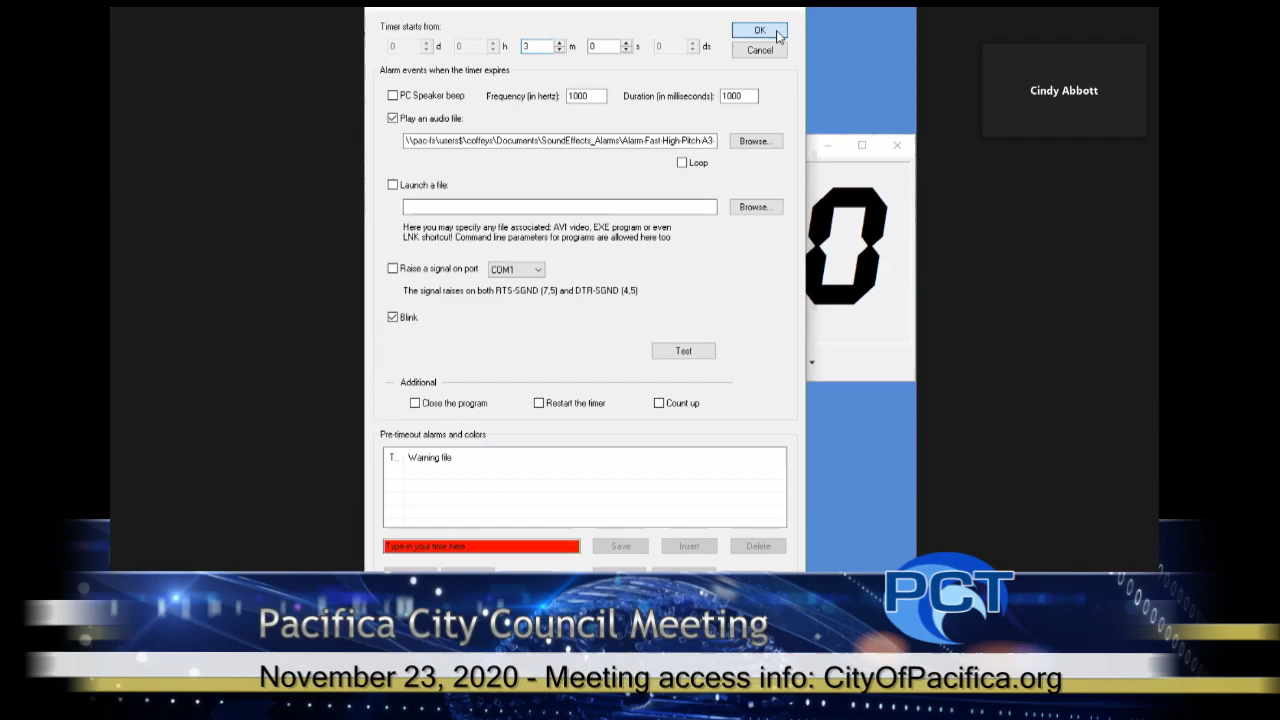 Timer starts from:
0 d 0 h 3 m 0 s 0 ds
OK
Cancel
Cindy Abbott
Alarm events when the timer expires
PC Speaker beep Frequency (in hertz): 1000 Duration (in milliseconds): 1000
Play an audio file:
\\pac-fs\users$\coffeys\Documents\SoundEffects_Alarms\Alarm-Fast-High-Pitch-A3- Browse...
Loop
Launch a file:
Browse...
Here you may specify any file associated: AVI video, EXE program or even
LNK shortcut! Command line parameters for programs are allowed here too
0
Raise a signal on port COM1
The signal raises on both RTS-SGND (7,5) and DTR-SGND (4,5)
Blink
Test
Additional
Close the program Restart the timer Count up
Pre-timeout alarms and colors
T... Warning file
Type in your time here Save Insert Delete
PCT
Pacifica City Council Meeting
November 23, 2020 - Meeting access info: CityOfPacifica.org